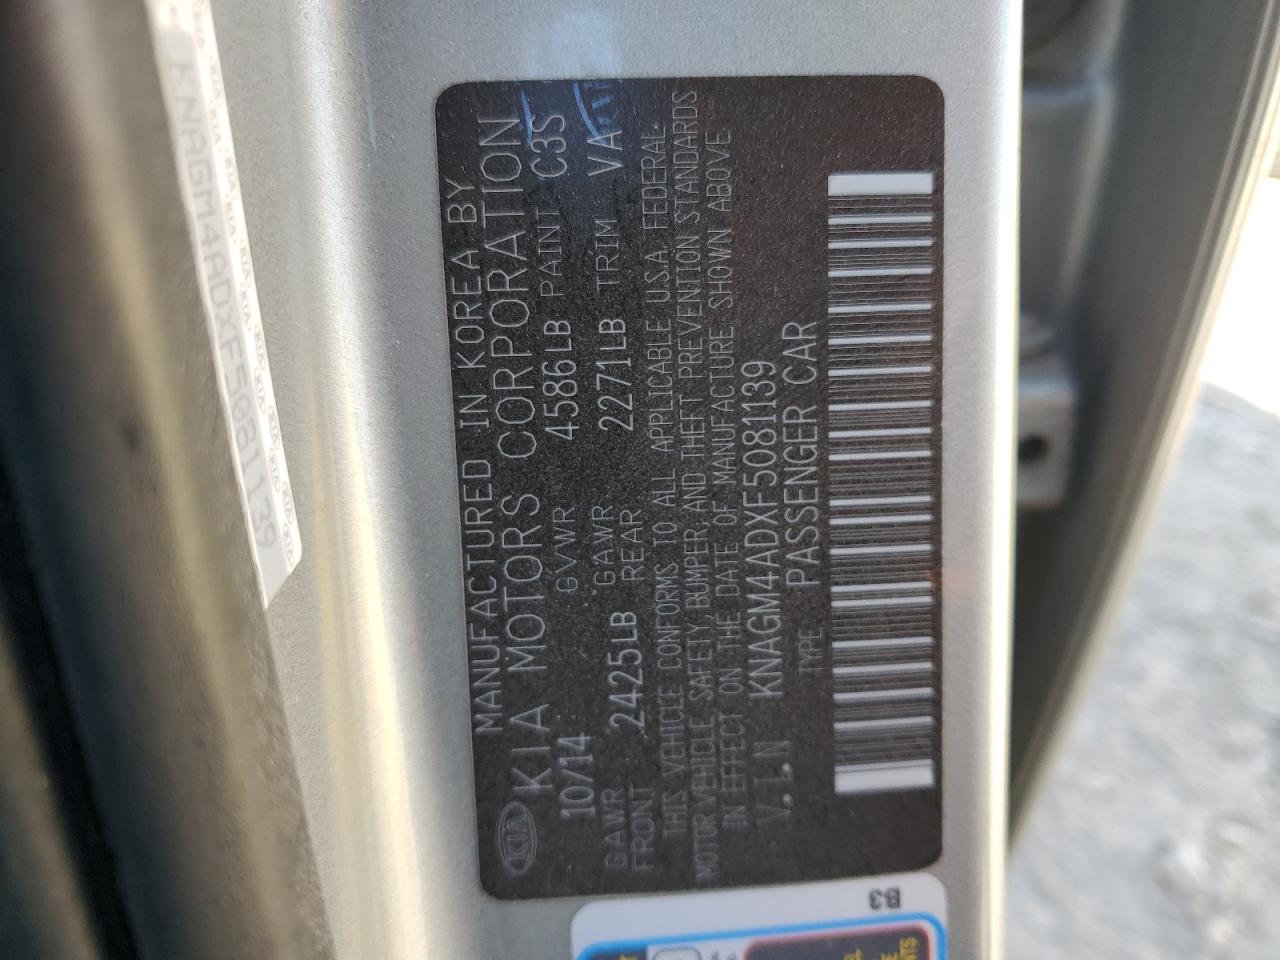 KNAGM4ADXF5081139
MANUFACTURED IN KOREA BY
KIA KIA MOTORS CORPORATION
10/14 GVWR 4586LB PAINT C3S
GAWR FRONT 2425LB GAWR REAR 2271LB TRIM VA
THIS VEHICLE CONFORMS TO ALL APPLICABLE U.S.A FEDERAL
MOTOR VEHICLE SAFETY, BUMPER, AND THEFT PREVENTION STANDARDS
IN EFFECT ON THE DATE OF MANUFACTURE SHOWN ABOVE
V.I.N KNAGM4ADXF5081139
TYPE PASSENGER CAR
B3